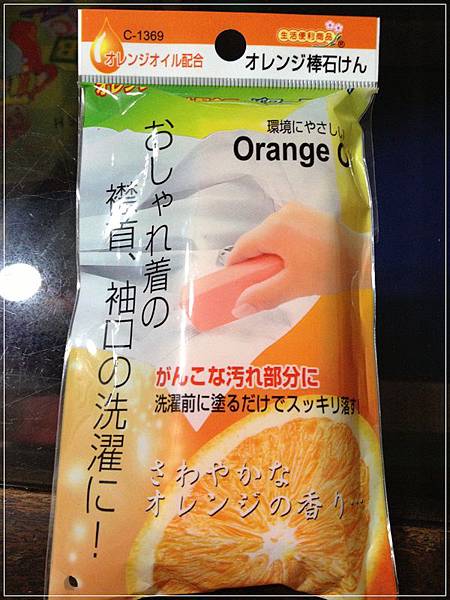 C-1369
オレンジオイル配合
生活便利商品
®
オレンジ棒石けん
オレンジ
環境にやさしい
Orange
おしゃれ着の
襟首、袖口の洗濯に!
がんこな汚れ部分に
洗濯前に塗るだけでスッキリ落す!
さわやかな
オレンジの香り…